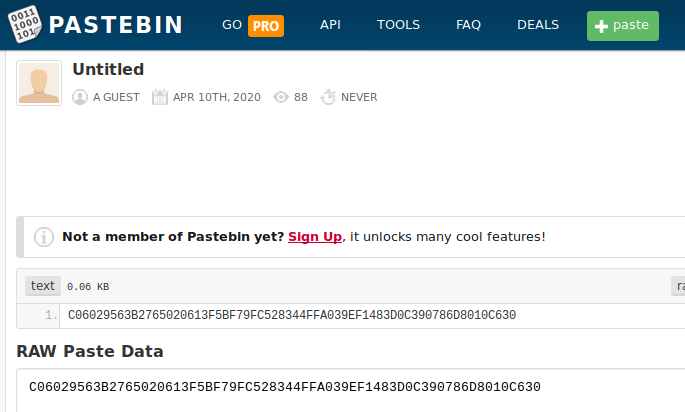 0011 1000 101 PASTEBIN GO PRO API TOOLS FAQ DEALS + paste
Untitled
A GUEST APR 10TH, 2020 88 NEVER
Not a member of Pastebin yet? Sign Up, it unlocks many cool features!
text 0.06 KB ra
1. C06029563B2765020613F5BF79FC528344FFA039EF1483D0C390786D8010C630
RAW Paste Data
C06029563B2765020613F5BF79FC528344FFA039EF1483D0C390786D8010C630